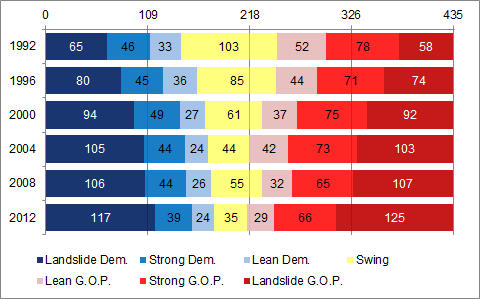 0 109 218 326 435
1992 65 46 33 103 52 78 58
1996 80 45 36 85 44 71 74
2000 94 49 27 61 37 75 92
2004 105 44 24 44 42 73 103
2008 106 44 26 55 32 65 107
2012 117 39 24 35 29 66 125
Landslide Dem. Strong Dem. Lean Dem. Swing
Lean G.O.P. Strong G.O.P. Landslide G.O.P.